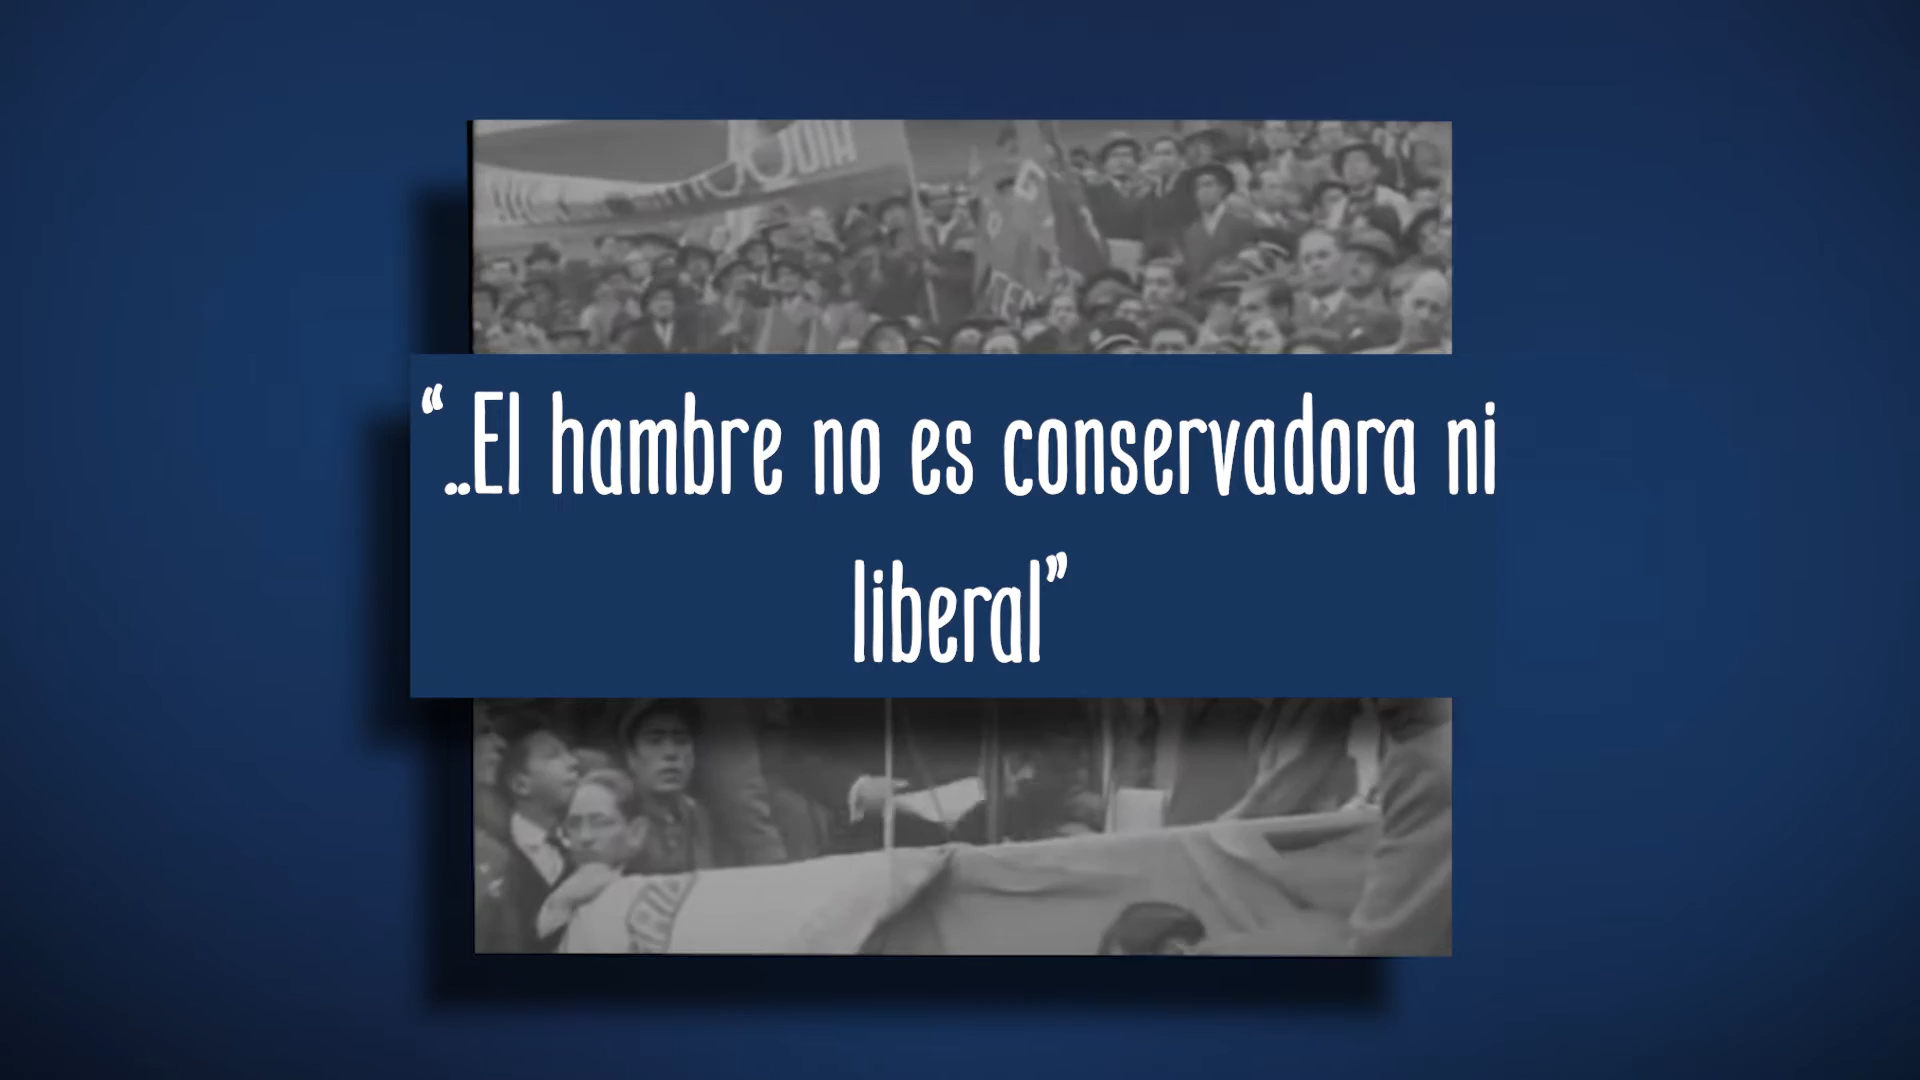 “..El hambre no es conservadora ni
liberal”